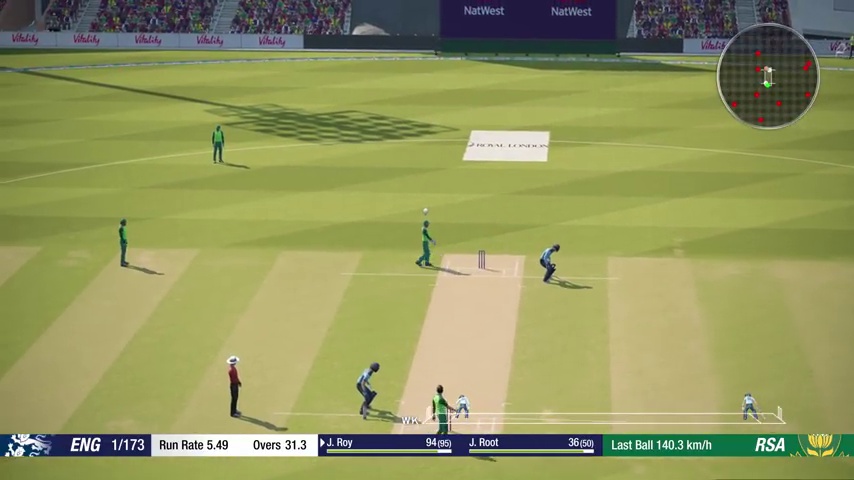 NatWest NatWest
Vitality Vitality Vitality Vitality Vitality
ROYAL LONDON
WK
ENG 1/173 Run Rate 5.49 Overs 31.3 J. Roy 94 (95) J. Root 36 (50) Last Ball 140.3 km/h RSA